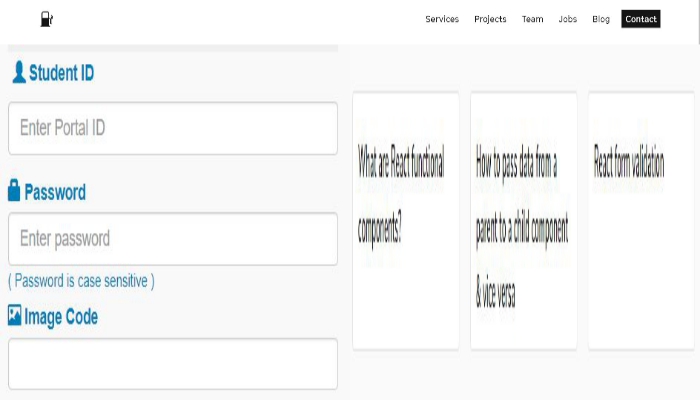 Services Projects Team Jobs Blog Contact
Student ID
Enter Portal ID
Password
Enter password
( Password is case sensitive )
Image Code
What are React functional
components?
How to pass data from a
parent to a child component
& vice versa
React form validation